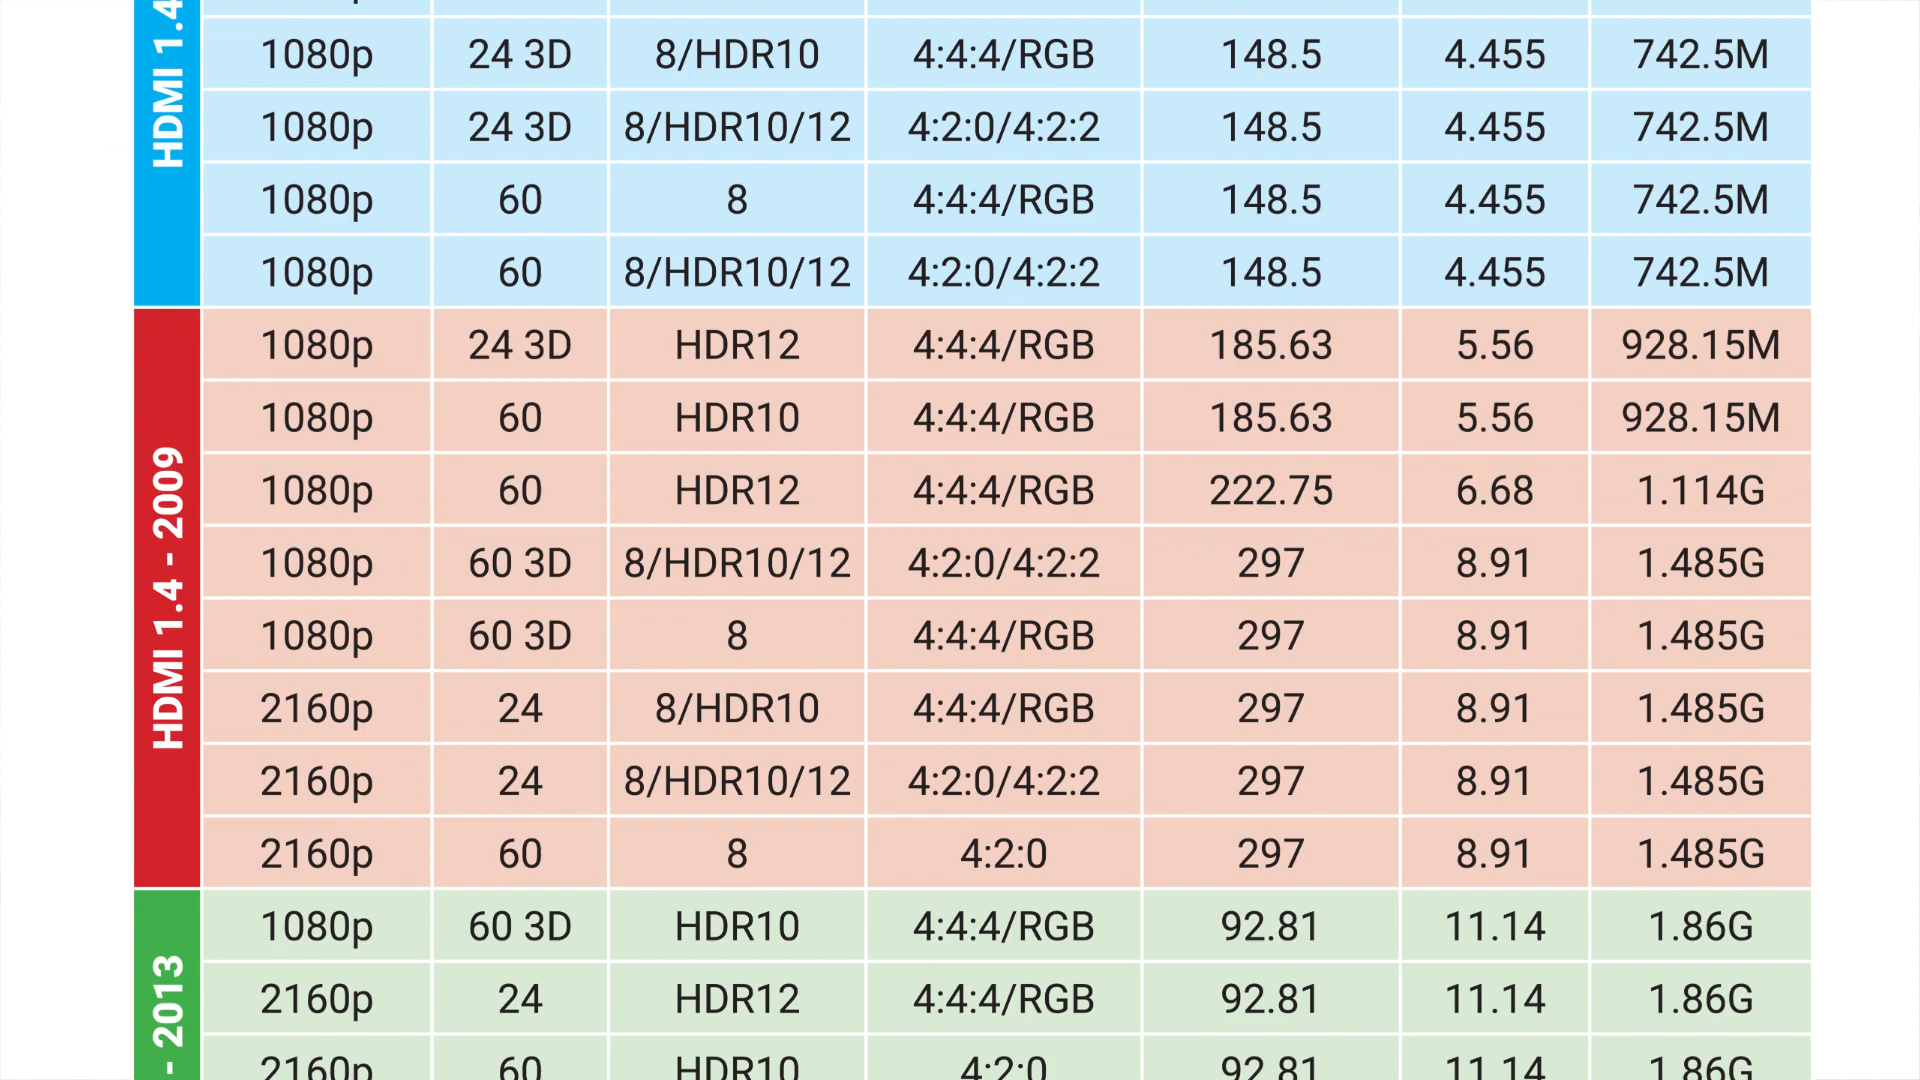 HDMI 1.4
1080p 24 3D 8/HDR10 4:4:4/RGB 148.5 4.455 742.5M
1080p 24 3D 8/HDR10/12 4:2:0/4:2:2 148.5 4.455 742.5M
1080p 60 8 4:4:4/RGB 148.5 4.455 742.5M
1080p 60 8/HDR10/12 4:2:0/4:2:2 148.5 4.455 742.5M
HDMI 1.4 - 2009
1080p 24 3D HDR12 4:4:4/RGB 185.63 5.56 928.15M
1080p 60 HDR10 4:4:4/RGB 185.63 5.56 928.15M
1080p 60 HDR12 4:4:4/RGB 222.75 6.68 1.114G
1080p 60 3D 8/HDR10/12 4:2:0/4:2:2 297 8.91 1.485G
1080p 60 3D 8 4:4:4/RGB 297 8.91 1.485G
2160p 24 8/HDR10 4:4:4/RGB 297 8.91 1.485G
2160p 24 8/HDR10/12 4:2:0/4:2:2 297 8.91 1.485G
2160p 60 8 4:2:0 297 8.91 1.485G
- 2013
1080p 60 3D HDR10 4:4:4/RGB 92.81 11.14 1.86G
2160p 24 HDR12 4:4:4/RGB 92.81 11.14 1.86G
2160p 60 HDR10 4:2:0 92.81 11.14 1.86G